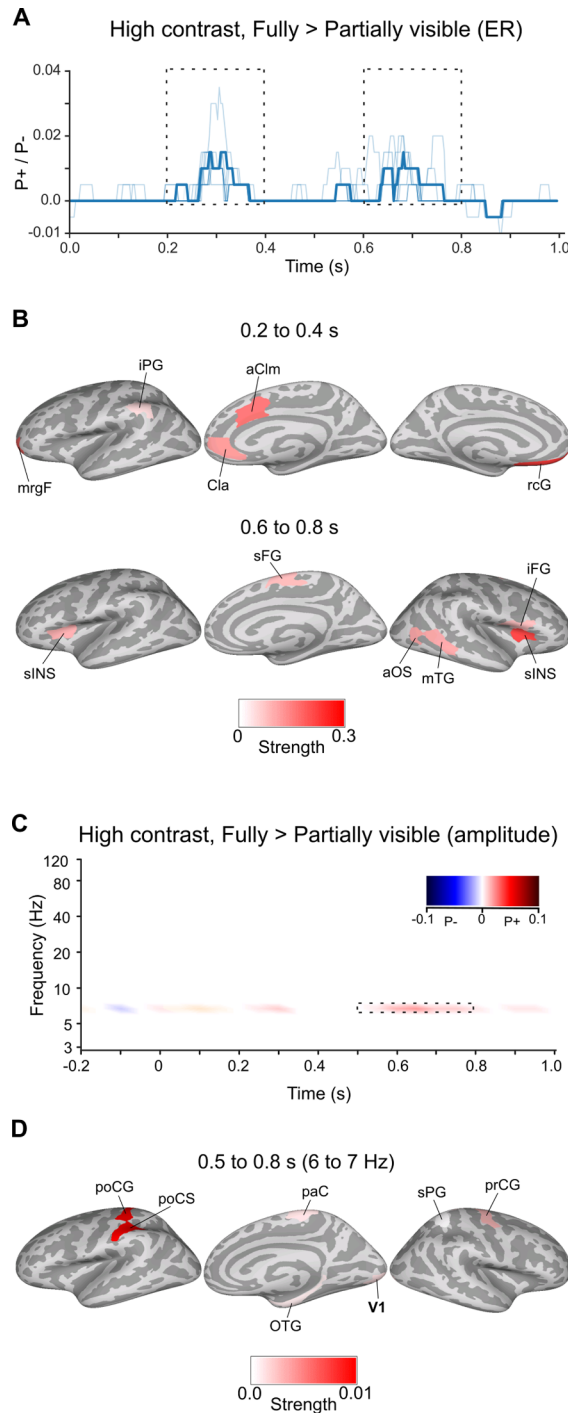 A
High contrast, Fully > Partially visible (ER)
0.04
0.02
0.0
-0.01
P+ / P-
0.0 0.2 0.4 0.6 0.8 1.0
Time (s)
B
0.2 to 0.4 s
iPG
aClm
mrgF
Cla
rcG
0.6 to 0.8 s
sFG
iFG
sINS
aOS
mTG
sINS
0 0.3
Strength
C
High contrast, Fully > Partially visible (amplitude)
120
80
40
20
10
5
3
Frequency (Hz)
-0.1 P- 0 P+ 0.1
-0.2 0 0.2 0.4 0.6 0.8 1.0
Time (s)
D
0.5 to 0.8 s (6 to 7 Hz)
poCG
poCS
paC
sPG
prCG
OTG
V1
0.0 0.01
Strength